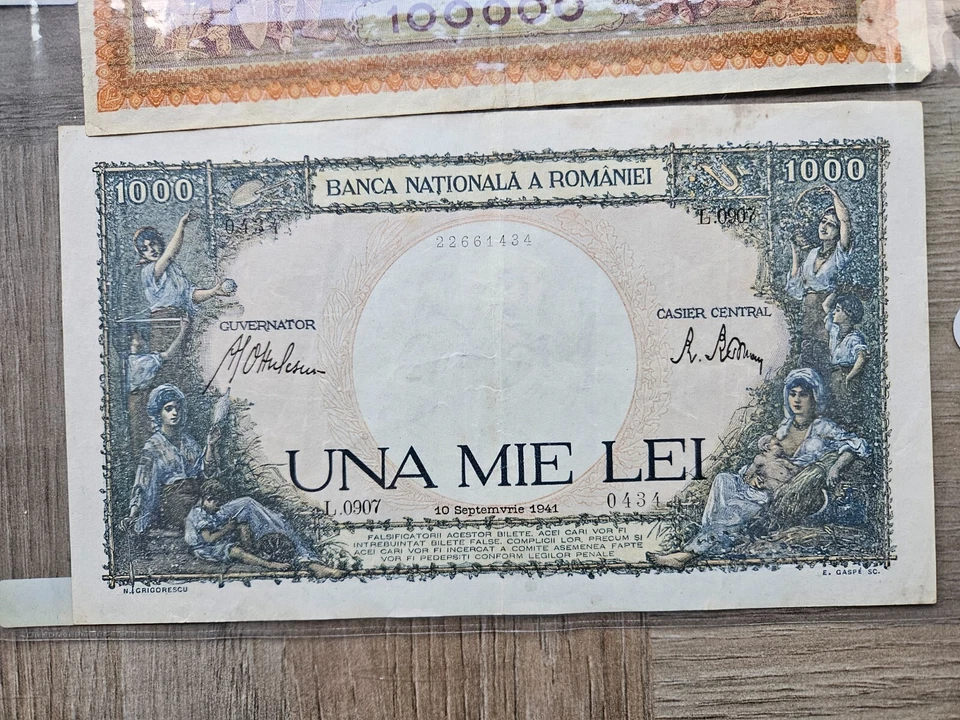 100000
1000
BANCA NAȚIONALĂ A ROMÂNIEI
1000
0434
L.0907
22661434
GUVERNATOR
CASIER CENTRAL
UNA MIE LEI
L.0907
10 Septemvrie 1941
0434
FALSIFICATORII ACESTOR BILETE, ACEI CARI VOR FI
INTREBUINȚAT BILETE FALSE, COMPLICII LOR, PRECUM ȘI
ACEI CARI VOR FI INCERCAT A COMITE ASEMENEA FAPTE
VOR FI PEDEPSIȚI CONFORM LEGILOR PENALE
N. GRIGORESCU
E. GASPÉ SC.